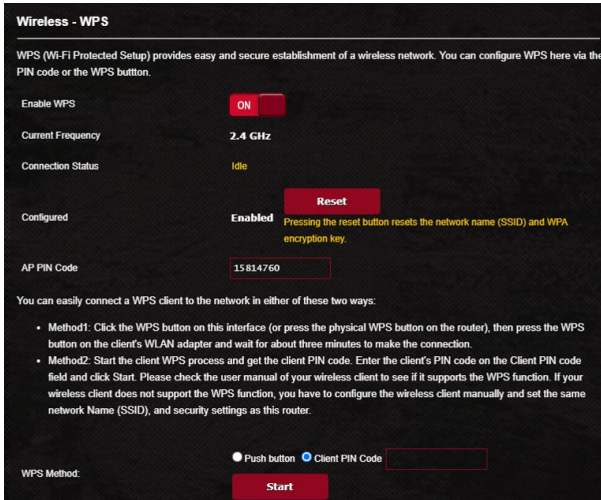 Wireless - WPS
WPS (Wi-Fi Protected Setup) provides easy and secure establishment of a wireless network. You can configure WPS here via the
PIN code or the WPS buttton.
Enable WPS ON
Current Frequency 2.4 GHz
Connection Status Idle
Reset
Configured Enabled Pressing the reset button resets the network name (SSID) and WPA
encryption key.
AP PIN Code 15814760
You can easily connect a WPS client to the network in either of these two ways:
• Method1: Click the WPS button on this interface (or press the physical WPS button on the router), then press the WPS
button on the client's WLAN adapter and wait for about three minutes to make the connection.
• Method2: Start the client WPS process and get the client PIN code. Enter the client's PIN code on the Client PIN code
field and click Start. Please check the user manual of your wireless client to see if it supports the WPS function. If your
wireless client does not support the WPS function, you have to configure the wireless client manually and set the same
network Name (SSID), and security settings as this router.
Push button Client PIN Code
WPS Method:
Start